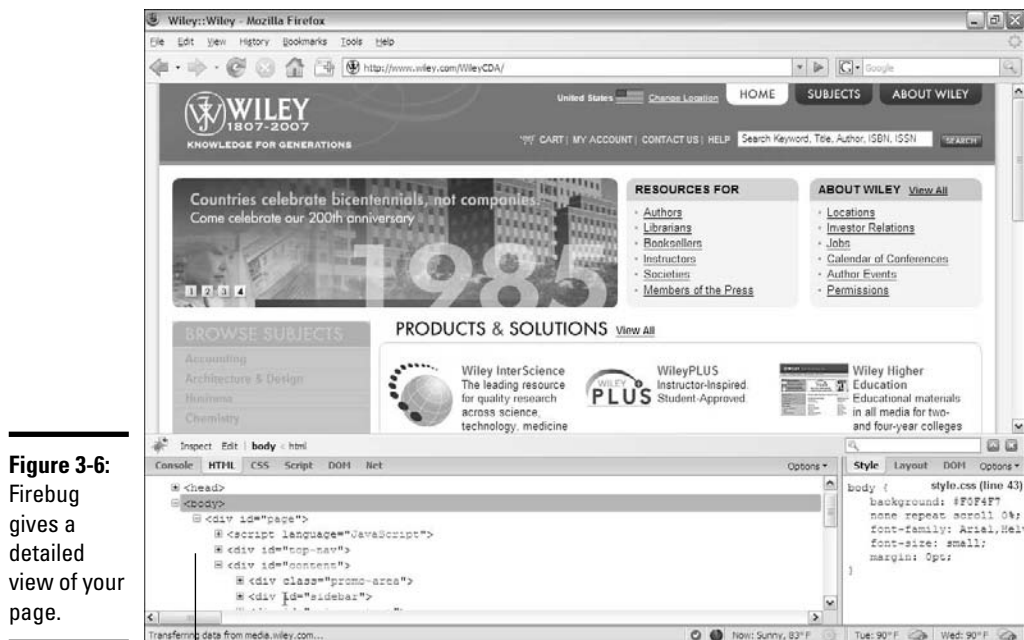 Wiley::Wiley - Mozilla Firefox
File Edit View History Bookmarks Tools Help
http://www.wiley.com/WileyCDA/
Google
WILEY
1807-2007
KNOWLEDGE FOR GENERATIONS
United States Change Location HOME SUBJECTS ABOUT WILEY
CART | MY ACCOUNT | CONTACT US | HELP Search Keyword, Title, Author, ISBN, ISSN SEARCH
Countries celebrate bicentennials, not companies.
Come celebrate our 200th anniversary
1985
1 2 3 4
RESOURCES FOR
Authors
Librarians
Booksellers
Instructors
Societies
Members of the Press
ABOUT WILEY View All
Locations
Investor Relations
Jobs
Calendar of Conferences
Author Events
Permissions
BROWSE SUBJECTS
Accounting
Architecture & Design
Business
Chemistry
PRODUCTS & SOLUTIONS View All
Wiley InterScience
The leading resource
for quality research
across science,
technology, medicine
WILEY
PLUS
WileyPLUS
Instructor-Inspired.
Student-Approved.
Wiley Higher
Education
Educational materials
in all media for two-
and four-year colleges
Inspect Edit | body < html
Console HTML CSS Script DOM Net Options
Style Layout DOM Options
<head>
<body>
<div id="page">
<script language="JavaScript">
<div id="top-nav">
<div id="content">
<div class="promo-area">
<div id="sidebar">
body { style.css (line 43)
background: #F0F4F7
none repeat scroll 0%;
font-family: Arial,Hel
font-size: small;
margin: 0pt;
}
Transferring data from media.wiley.com...
Now: Sunny, 83°F Tue: 90°F Wed: 90°F
Figure 3-6:
Firebug
gives a
detailed
view of your
page.